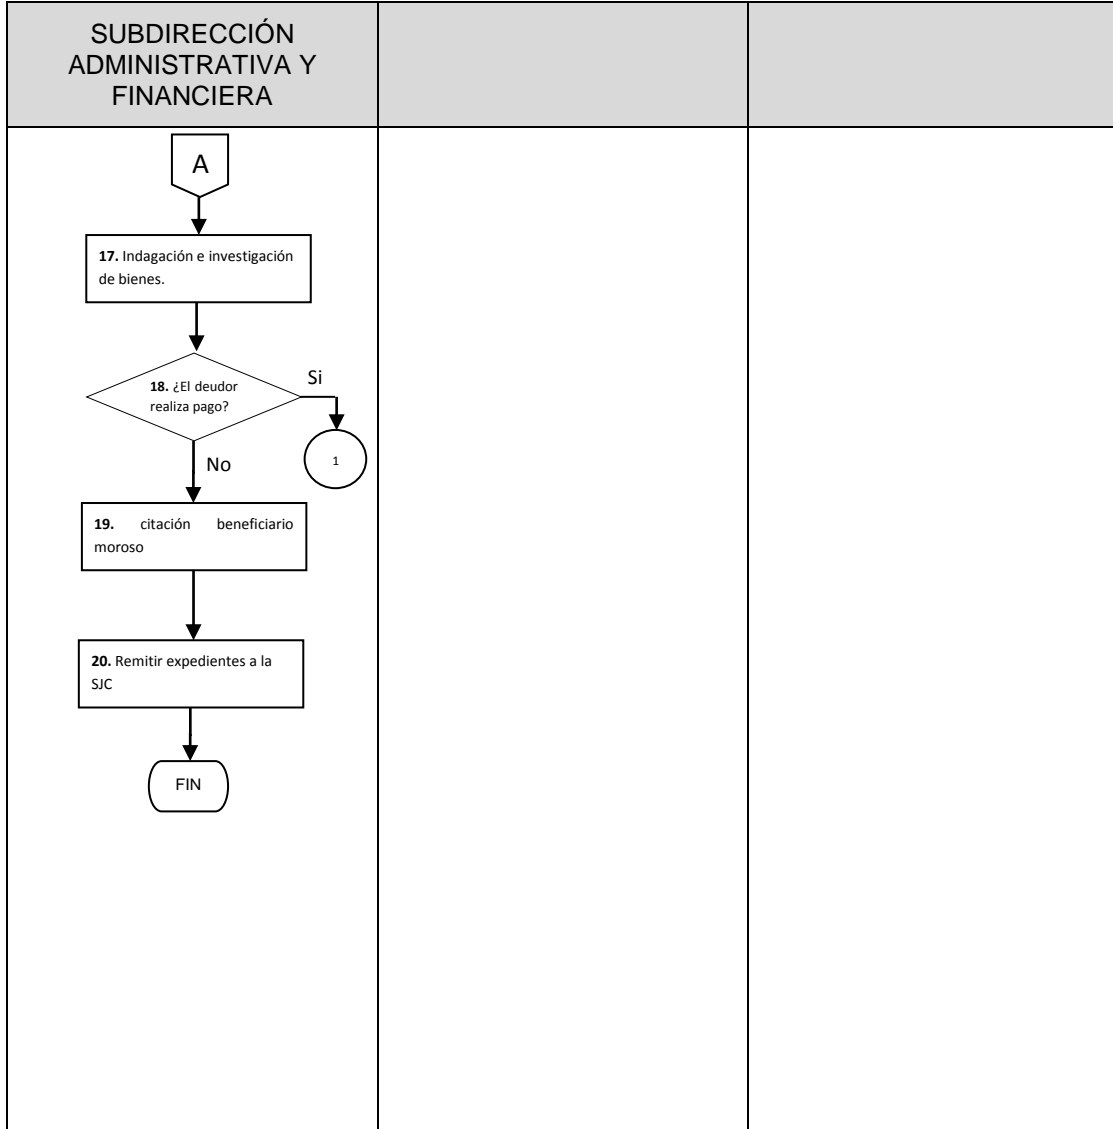 SUBDIRECCIÓN
ADMINISTRATIVA Y
FINANCIERA
A
17. Indagación e investigación
de bienes.
18. ¿El deudor
realiza pago?
Si
1
No
19. citación beneficiario
moroso
20. Remitir expedientes a la
SJC
FIN